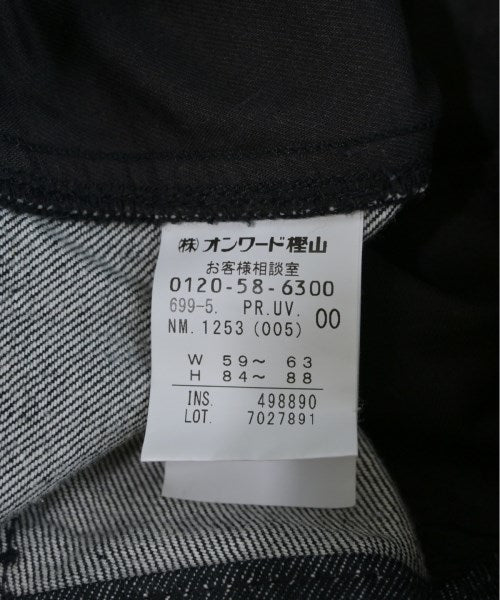 (株)オンワード樫山
お客様相談室
0120-58-6300
699-5. PR.UV. 00
NM.1253(005)
W 59～ 63
H 84～ 88
INS. 498890
LOT. 7027891